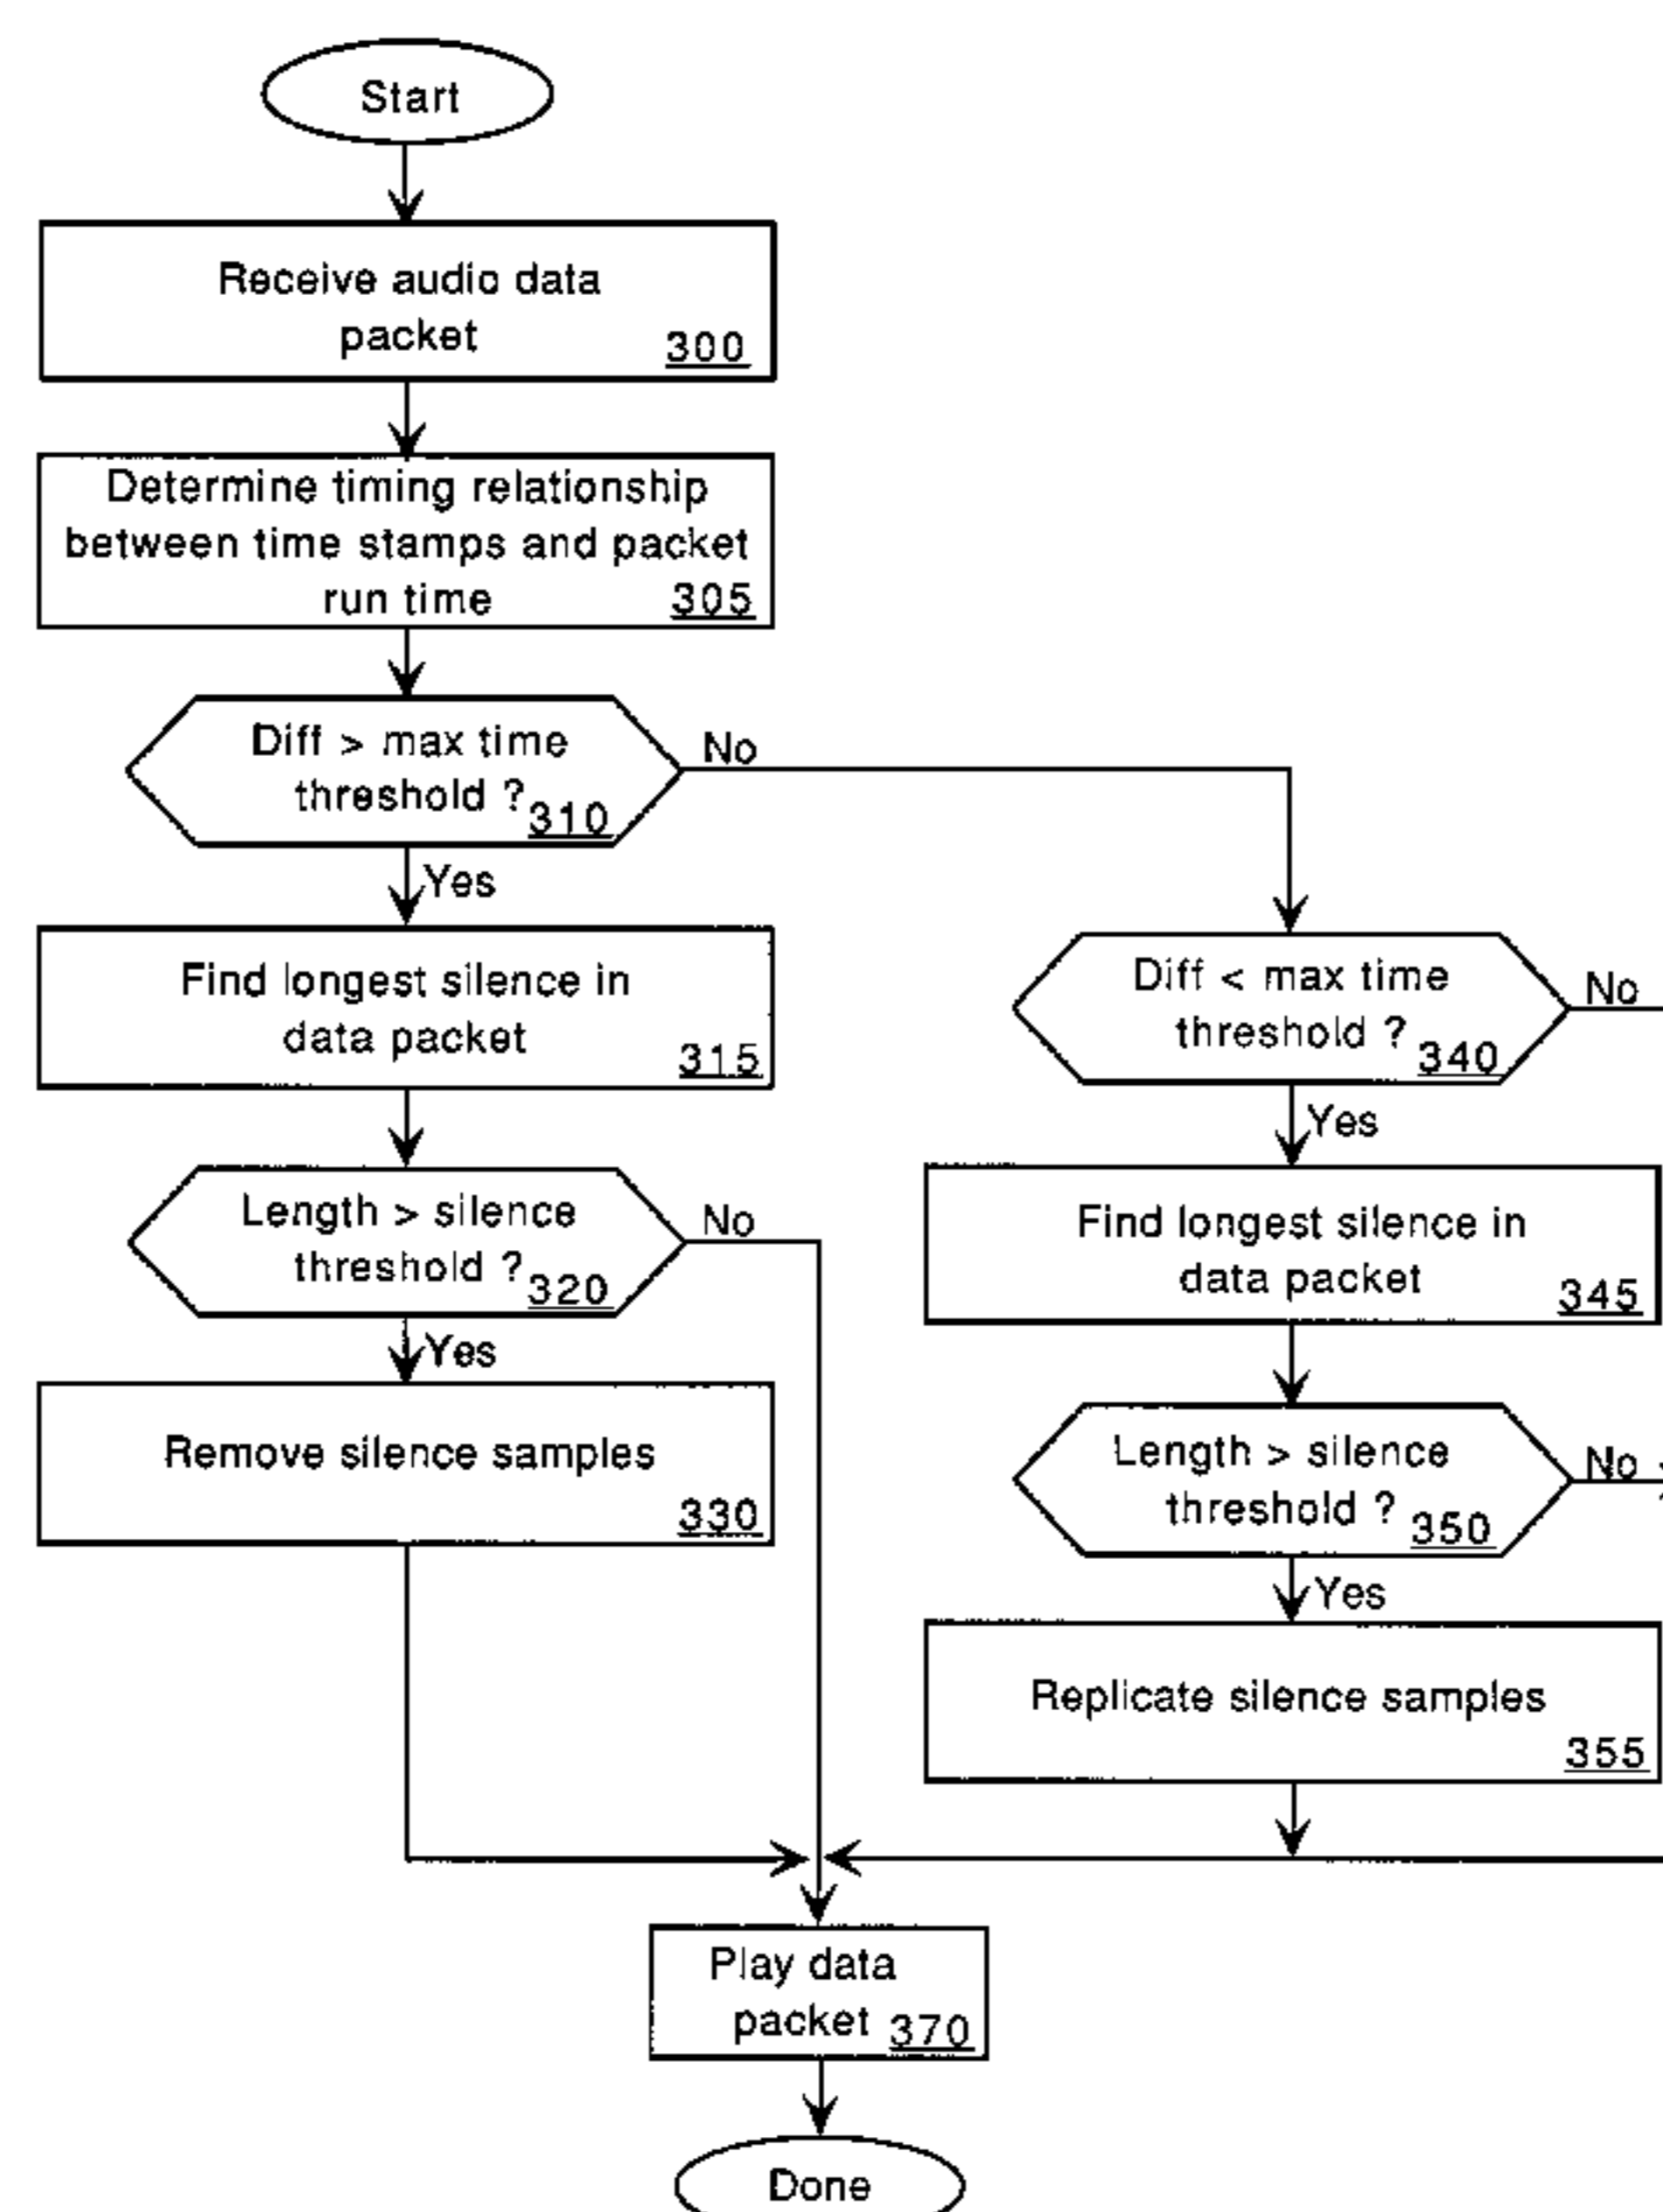 Start
Receive audio data
packet
300
Determine timing relationship
between time stamps and packet
run time
305
Diff > max time
threshold ?
310
No
Yes
Find longest silence in
data packet
315
Length > silence
threshold ?
320
No
Yes
Remove silence samples
330
Diff < max time
threshold ?
340
No
Yes
Find longest silence in
data packet
345
Length > silence
threshold ?
350
No
Yes
Replicate silence samples
355
Play data
packet
370
Done